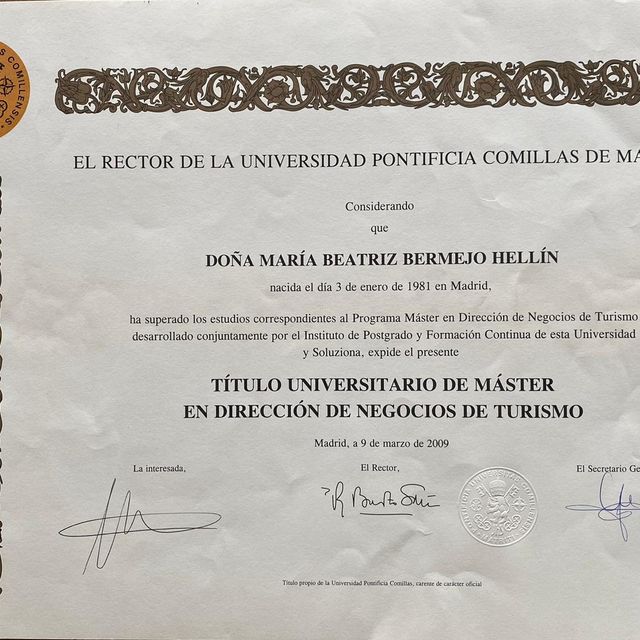 S COMILLENSIS
EL RECTOR DE LA UNIVERSIDAD PONTIFICIA COMILLAS DE MA
Considerando
que
DOÑA MARÍA BEATRIZ BERMEJO HELLÍN
nacida el día 3 de enero de 1981 en Madrid,
ha superado los estudios correspondientes al Programa Máster en Dirección de Negocios de Turismo
desarrollado conjuntamente por el Instituto de Postgrado y Formación Continua de esta Universidad
y Soluziona, expide el presente
TÍTULO UNIVERSITARIO DE MÁSTER
EN DIRECCIÓN DE NEGOCIOS DE TURISMO
Madrid, a 9 de marzo de 2009
La interesada,
El Rector,
El Secretario Ge
Título propio de la Universidad Pontificia Comillas, carente de carácter oficial